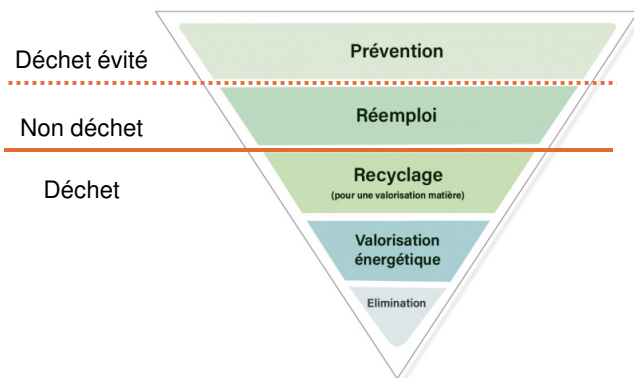 Prévention
Déchet évité
Réemploi
Non déchet
Recyclage
(pour une valorisation matière)
Déchet
Valorisation
énergétique
Elimination